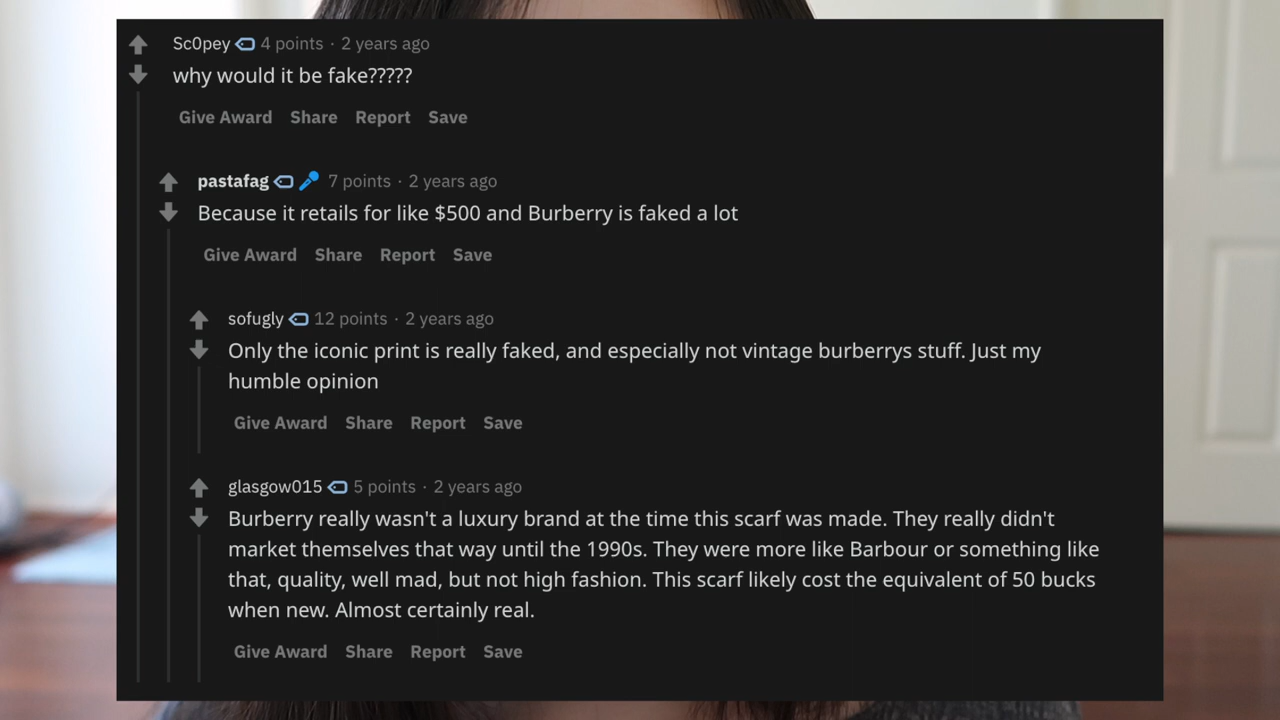 Sc0pey 4 points · 2 years ago
why would it be fake?????
Give Award Share Report Save
pastafag 7 points · 2 years ago
Because it retails for like $500 and Burberry is faked a lot
Give Award Share Report Save
sofugly 12 points · 2 years ago
Only the iconic print is really faked, and especially not vintage burberrys stuff. Just my
humble opinion
Give Award Share Report Save
glasgow015 5 points · 2 years ago
Burberry really wasn't a luxury brand at the time this scarf was made. They really didn't
market themselves that way until the 1990s. They were more like Barbour or something like
that, quality, well mad, but not high fashion. This scarf likely cost the equivalent of 50 bucks
when new. Almost certainly real.
Give Award Share Report Save